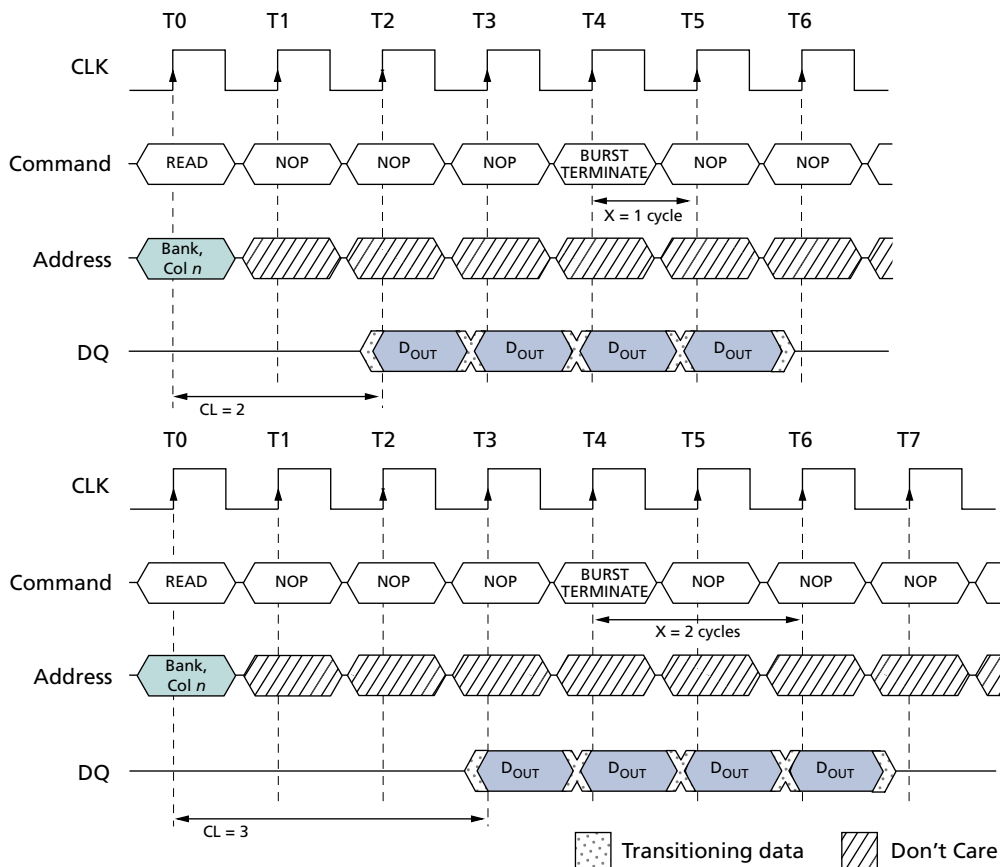 T0 T1 T2 T3 T4 T5 T6
CLK
Command READ NOP NOP NOP BURST TERMINATE NOP NOP
X = 1 cycle
Address Bank, Col n
DQ DOUT DOUT DOUT DOUT
CL = 2
T0 T1 T2 T3 T4 T5 T6 T7
CLK
Command READ NOP NOP NOP BURST TERMINATE NOP NOP NOP
X = 2 cycles
Address Bank, Col n
DQ DOUT DOUT DOUT DOUT
CL = 3
Transitioning data Don't Care